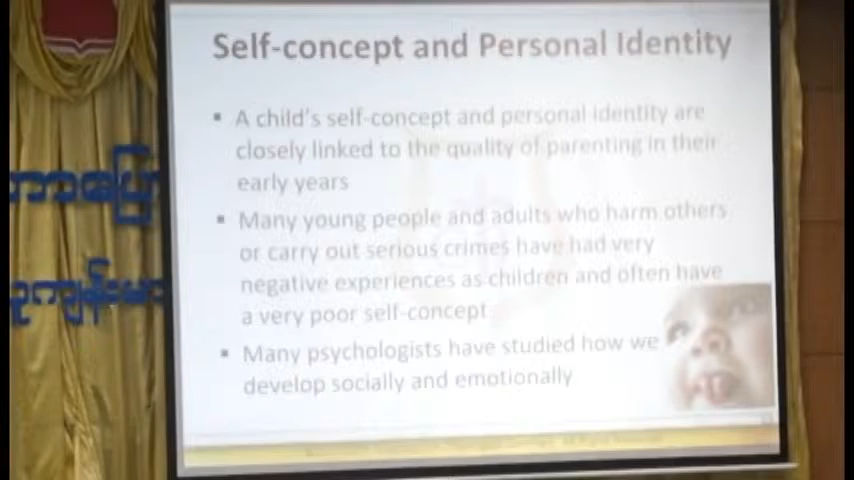 Self-concept and Personal Identity
▪ A child's self-concept and personal identity are
closely linked to the quality of parenting in their
early years
▪ Many young people and adults who harm others
or carry out serious crimes have had very
negative experiences as children and often have
a very poor self-concept
▪ Many psychologists have studied how we
develop socially and emotionally